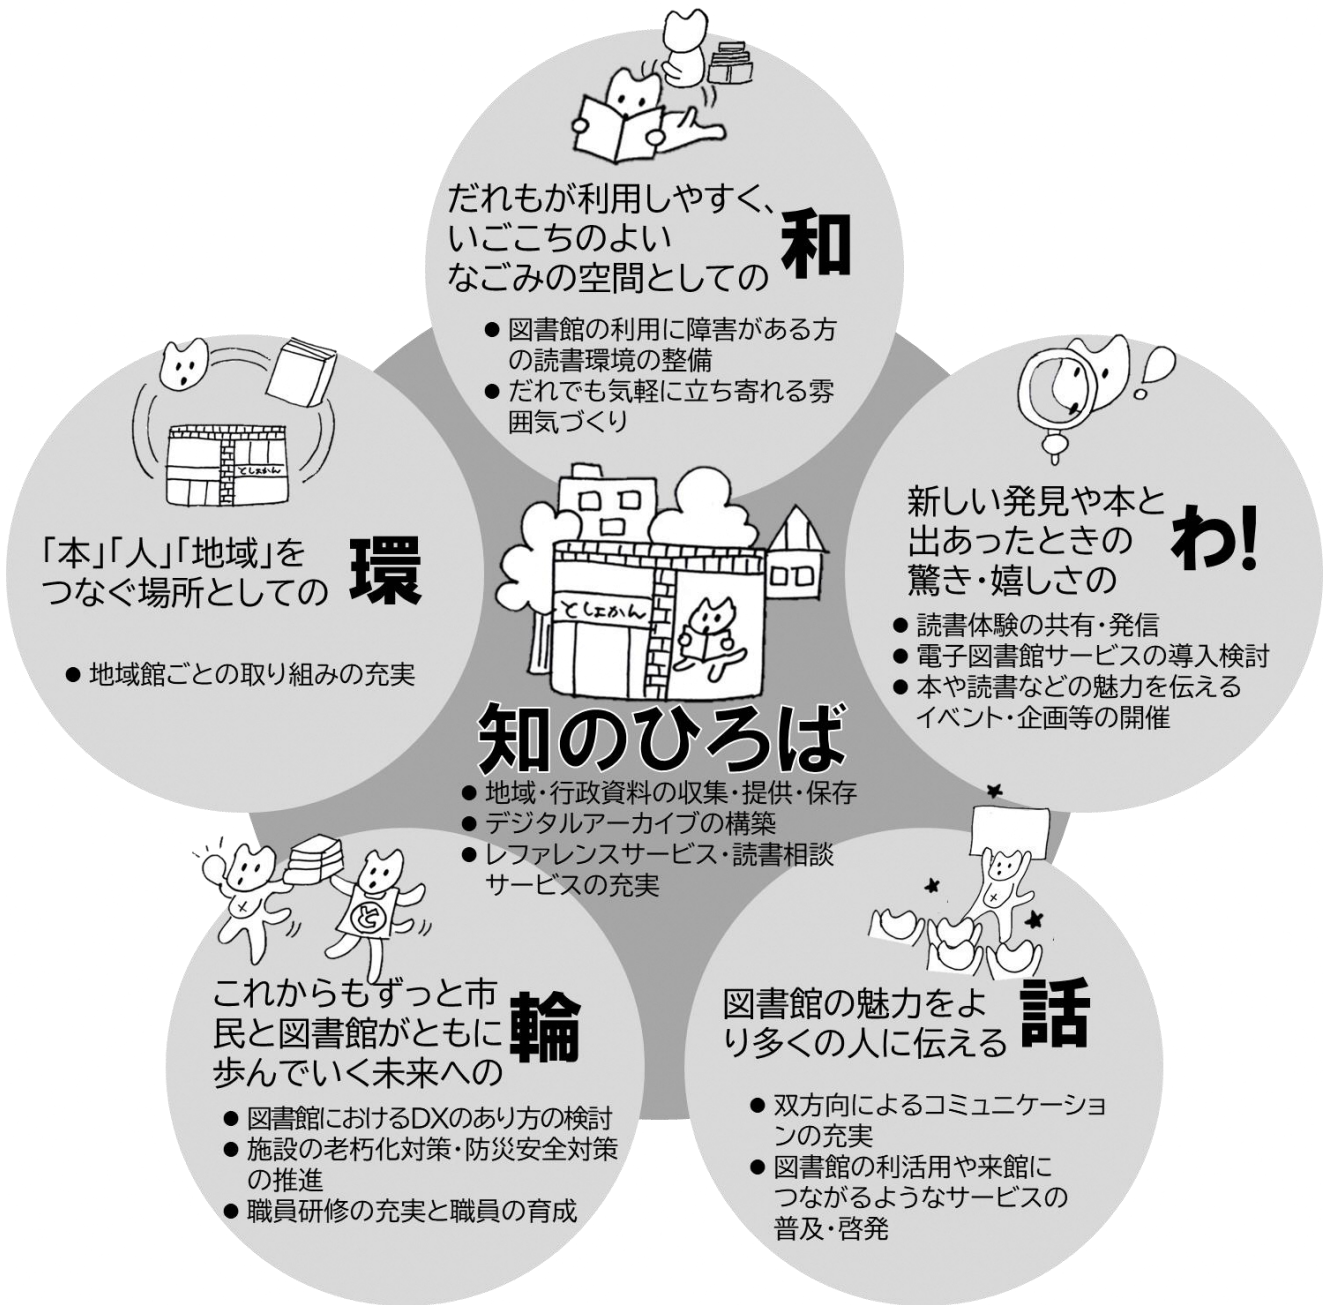 だれもが利用しやすく、
いごこちのよい
なごみの空間としての
和
● 図書館の利用に障害がある方
の読書環境の整備
● だれでも気軽に立ち寄れる雰
囲気づくり
「本」「人」「地域」を
つなぐ場所としての
環
● 地域館ごとの取り組みの充実
としょかん
新しい発見や本と
出あったときの
驚き・嬉しさの
わ!
● 読書体験の共有・発信
● 電子図書館サービスの導入検討
● 本や読書などの魅力を伝える
イベント・企画等の開催
としょかん
知のひろば
● 地域・行政資料の収集・提供・保存
● デジタルアーカイブの構築
● レファレンスサービス・読書相談
サービスの充実
と
これからもずっと市
民と図書館がともに
歩んでいく未来への
輪
● 図書館におけるDXのあり方の検討
● 施設の老朽化対策・防災安全対策
の推進
● 職員研修の充実と職員の育成
図書館の魅力をよ
り多くの人に伝える
話
● 双方向によるコミュニケーショ
ンの充実
● 図書館の利活用や来館に
つながるようなサービスの
普及・啓発